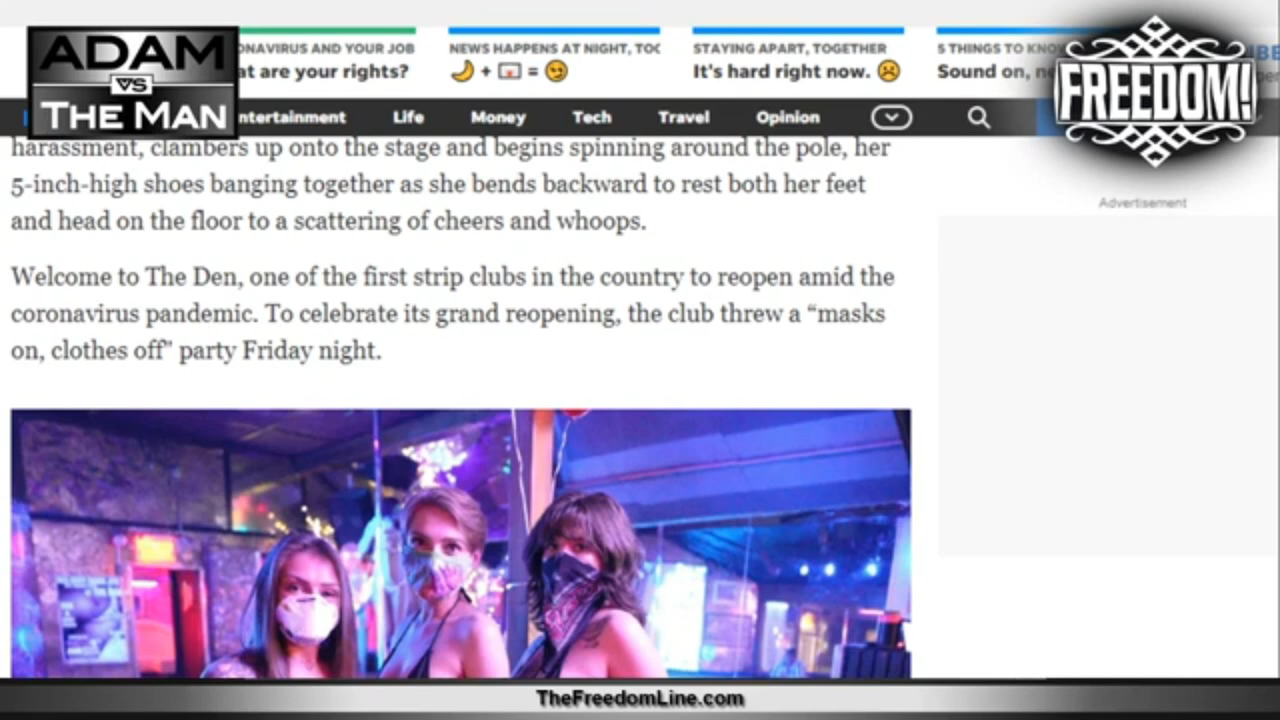 ADAM
VS
THE MAN
ONAVIRUS AND YOUR JOB
at are your rights?
NEWS HAPPENS AT NIGHT, TOO
🌙 + 💌 = 😏
STAYING APART, TOGETHER
It's hard right now. ☹️
5 THINGS TO KNOW
Sound on,
FREEDOM!
ntertainment Life Money Tech Travel Opinion
harassment, clambers up onto the stage and begins spinning around the pole, her
5-inch-high shoes banging together as she bends backward to rest both her feet
and head on the floor to a scattering of cheers and whoops.
Advertisement
Welcome to The Den, one of the first strip clubs in the country to reopen amid the
coronavirus pandemic. To celebrate its grand reopening, the club threw a “masks
on, clothes off” party Friday night.
TheFreedomLine.com